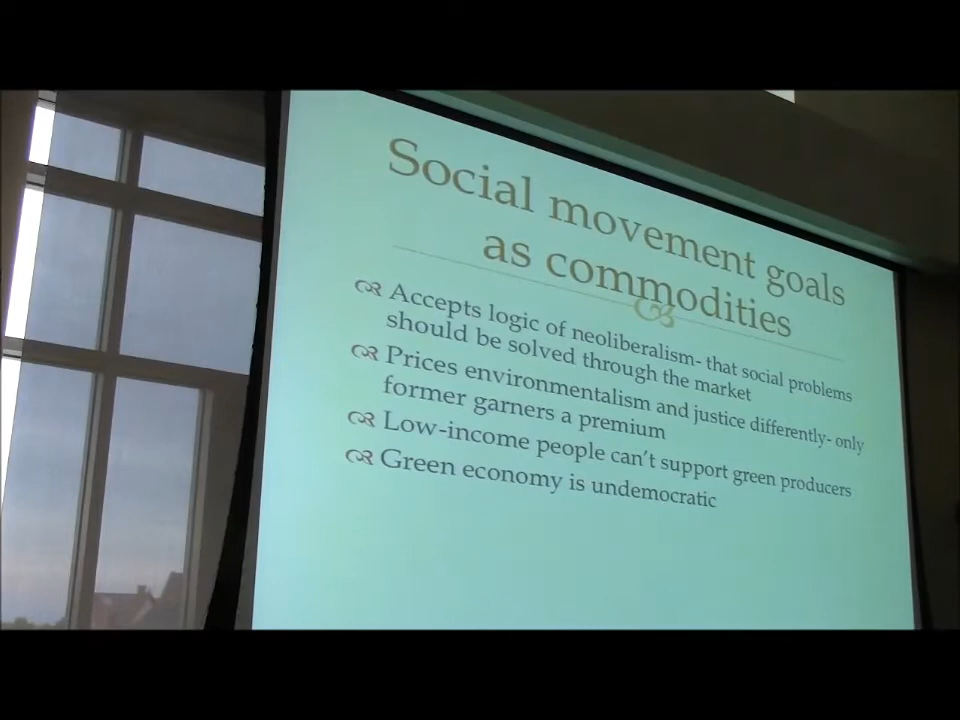 Social movement goals
as commodities
Accepts logic of neoliberalism- that social problems
should be solved through the market
Prices environmentalism and justice differently- only
former garners a premium
Low-income people can't support green producers
Green economy is undemocratic